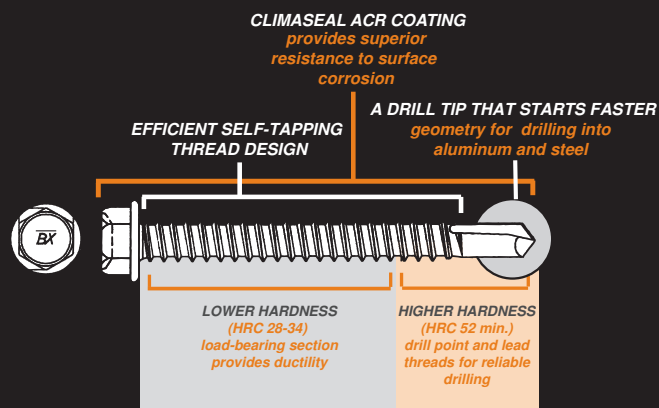 CLIMASEAL ACR COATING
provides superior
resistance to surface
corrosion
A DRILL TIP THAT STARTS FASTER
geometry for drilling into
aluminum and steel
EFFICIENT SELF-TAPPING
THREAD DESIGN
BX
LOWER HARDNESS
(HRC 28-34)
load-bearing section
provides ductility
HIGHER HARDNESS
(HRC 52 min.)
drill point and lead
threads for reliable
drilling